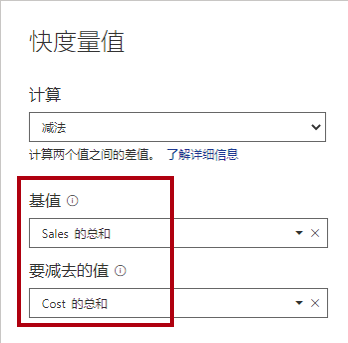 快度量值
计算
减法
计算两个值之间的差值。 了解详细信息
基值
Sales 的总和
要减去的值
Cost 的总和